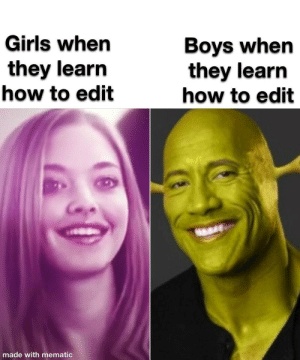 Girls when
they learn
how to edit
Boys when
they learn
how to edit
made with mematic